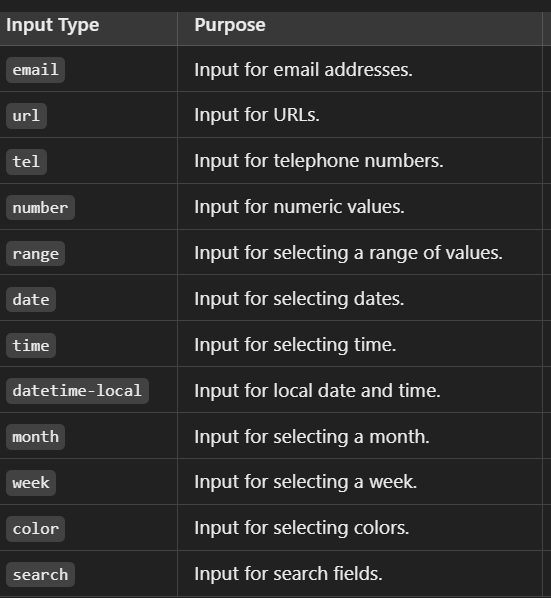 Input Type Purpose
email Input for email addresses.
url Input for URLs.
tel Input for telephone numbers.
number Input for numeric values.
range Input for selecting a range of values.
date Input for selecting dates.
time Input for selecting time.
datetime-local Input for local date and time.
month Input for selecting a month.
week Input for selecting a week.
color Input for selecting colors.
search Input for search fields.